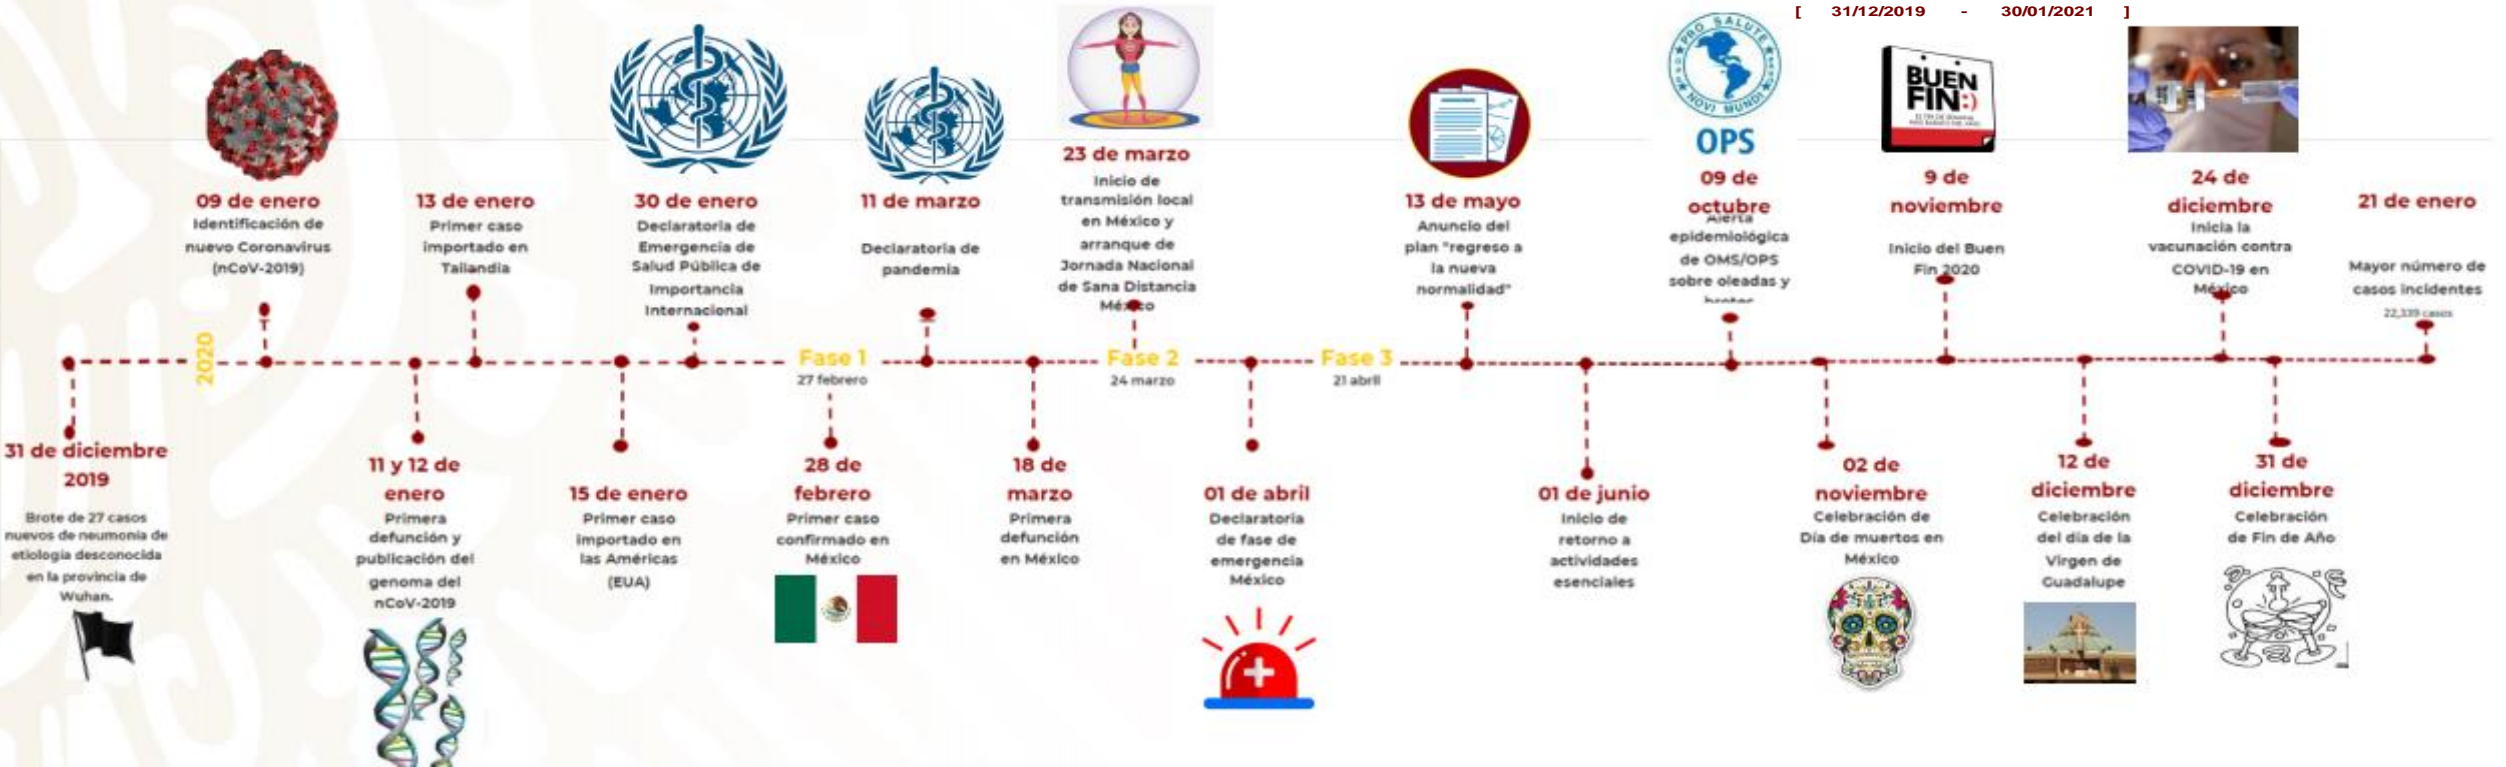 [ 31/12/2019 - 30/01/2021 ]
PRO SALUTE
NOVI MUNDI
OPS
BUEN
FIN:)
09 de enero
Identificación de
nuevo Coronavirus
(nCoV-2019)
13 de enero
Primer caso
importado en
Tailandia
30 de enero
Declaratoria de
Emergencia de
Salud Pública de
Importancia
Internacional
11 de marzo
Declaratoria de
pandemia
23 de marzo
Inicio de
transmisión local
en México y
arranque de
Jornada Nacional
de Sana Distancia
México
13 de mayo
Anuncio del
plan "regreso a
la nueva
normalidad"
09 de
octubre
Alerta
epidemiológica
de OMS/OPS
sobre oleadas y
brotes
9 de
noviembre
Inicio del Buen
Fin 2020
24 de
diciembre
Inicia la
vacunación contra
COVID-19 en
México
21 de enero
Mayor número de
casos incidentes
22,339 casos
2020
Fase 1
27 febrero
Fase 2
24 marzo
Fase 3
21 abril
31 de diciembre
2019
Brote de 27 casos
nuevos de neumonía de
etiología desconocida
en la provincia de
Wuhan.
11 y 12 de
enero
Primera
defunción y
publicación del
genoma del
nCoV-2019
15 de enero
Primer caso
importado en
las Américas
(EUA)
28 de
febrero
Primer caso
confirmado en
México
18 de
marzo
Primera
defunción
en México
01 de abril
Declaratoria
de fase de
emergencia
México
01 de junio
Inicio de
retorno a
actividades
esenciales
02 de
noviembre
Celebración de
Día de muertos en
México
12 de
diciembre
Celebración
del día de la
Virgen de
Guadalupe
31 de
diciembre
Celebración
de Fin de Año